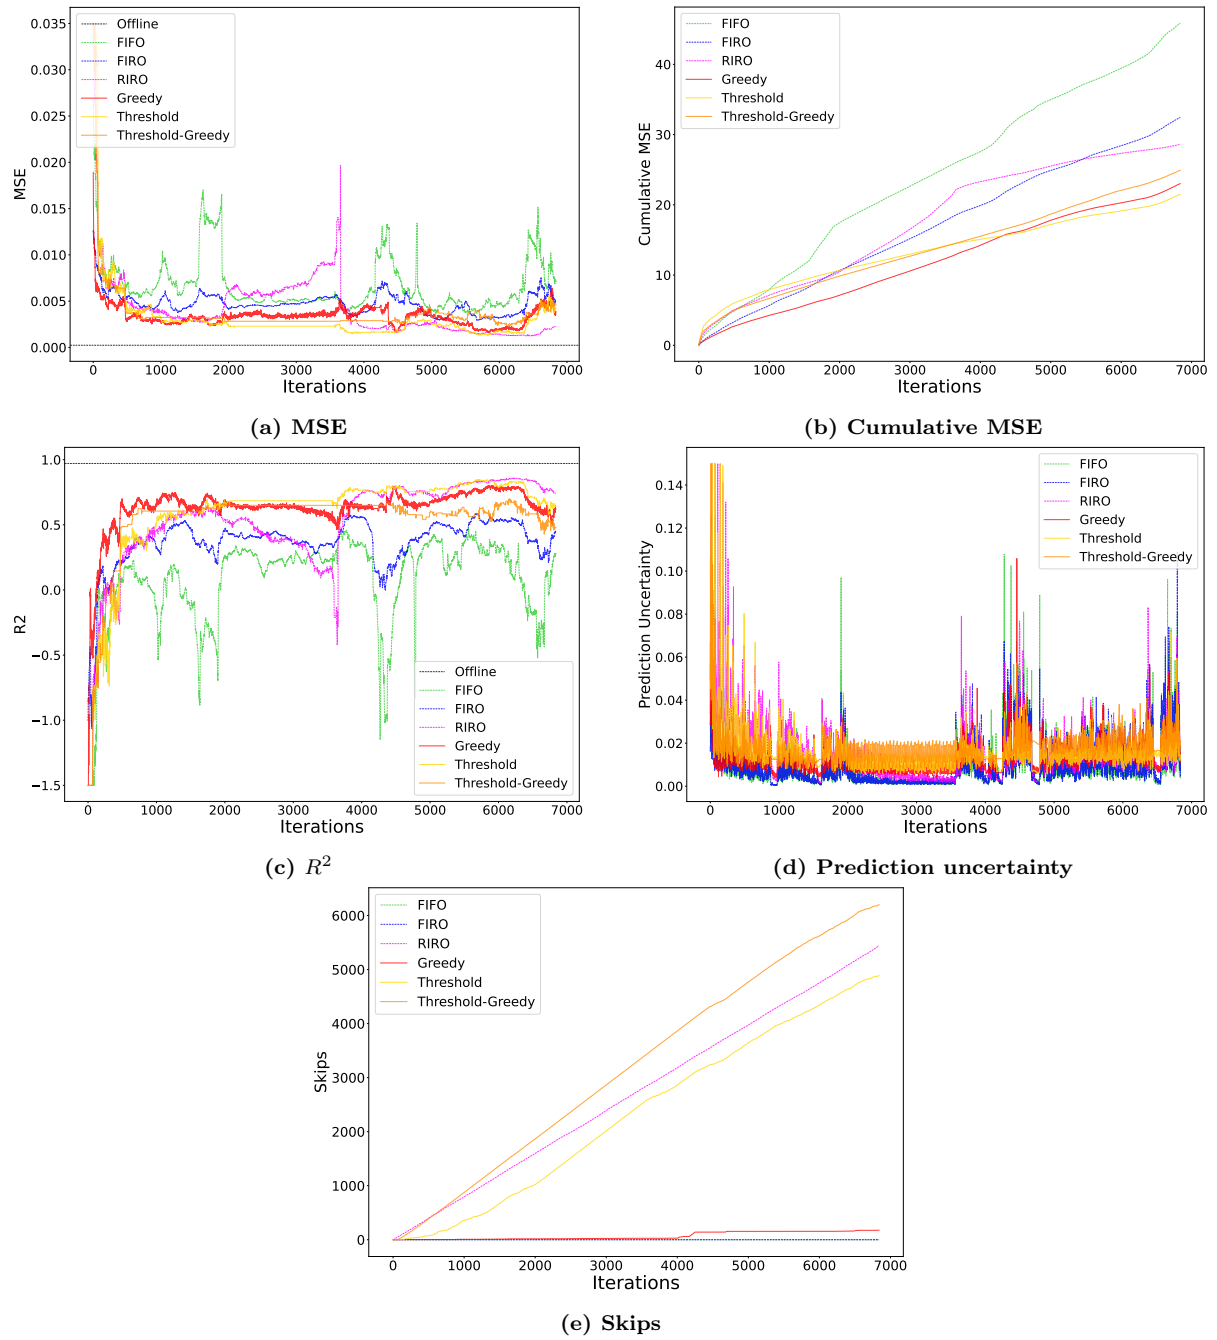 0.035
0.030
0.025
0.020
0.015
0.010
0.005
0.000
MSE
Offline
FIFO
FIRO
RIRO
Greedy
Threshold
Threshold-Greedy
0 1000 2000 3000 4000 5000 6000 7000
Iterations
(a) MSE
40
30
20
10
0
Cumulative MSE
FIFO
FIRO
RIRO
Greedy
Threshold
Threshold-Greedy
0 1000 2000 3000 4000 5000 6000 7000
Iterations
(b) Cumulative MSE
1.0
0.5
0.0
−0.5
−1.0
−1.5
R2
Offline
FIFO
FIRO
RIRO
Greedy
Threshold
Threshold-Greedy
0 1000 2000 3000 4000 5000 6000 7000
Iterations
(c) R²
0.14
0.12
0.10
0.08
0.06
0.04
0.02
0.00
Prediction Uncertainty
FIFO
FIRO
RIRO
Greedy
Threshold
Threshold-Greedy
0 1000 2000 3000 4000 5000 6000 7000
Iterations
(d) Prediction uncertainty
6000
5000
4000
3000
2000
1000
0
Skips
FIFO
FIRO
RIRO
Greedy
Threshold
Threshold-Greedy
0 1000 2000 3000 4000 5000 6000 7000
Iterations
(e) Skips